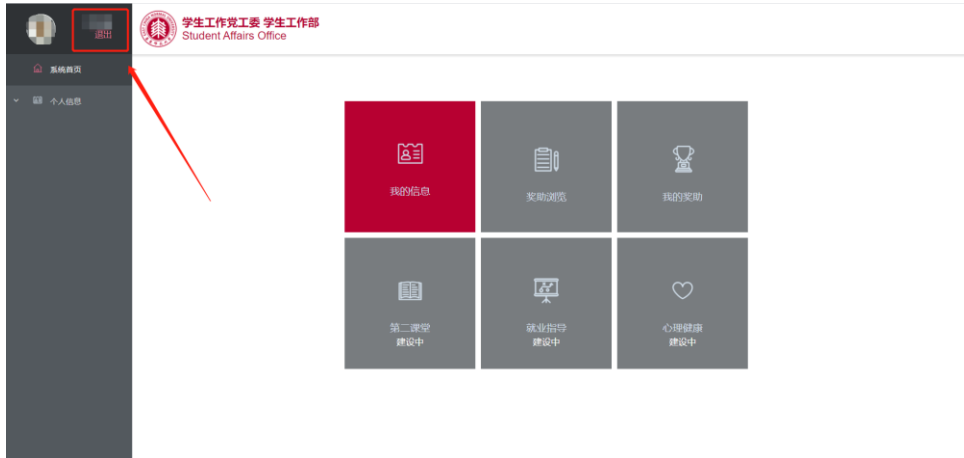 退出
学生工作党工委 学生工作部
Student Affairs Office
系统首页
个人信息
我的信息
奖助浏览
我的奖助
第二课堂
建设中
就业指导
建设中
心理健康
建设中